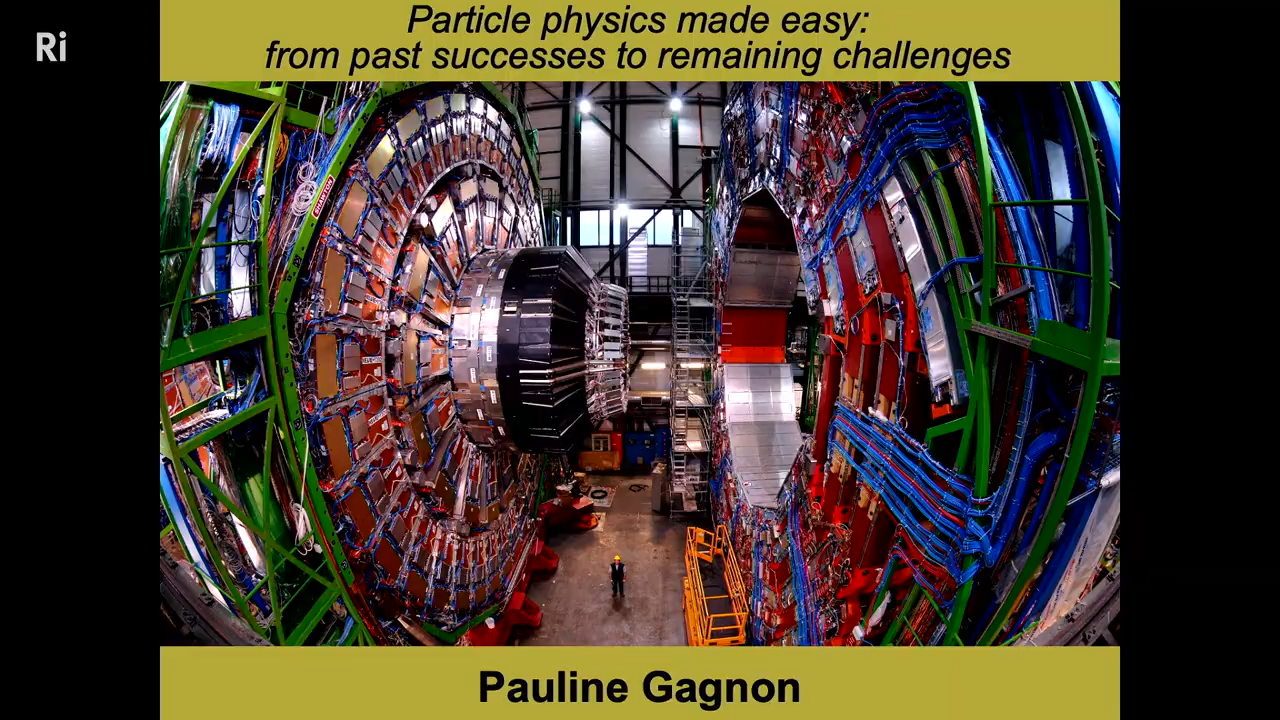 Ri
Particle physics made easy:
from past successes to remaining challenges
Pauline Gagnon